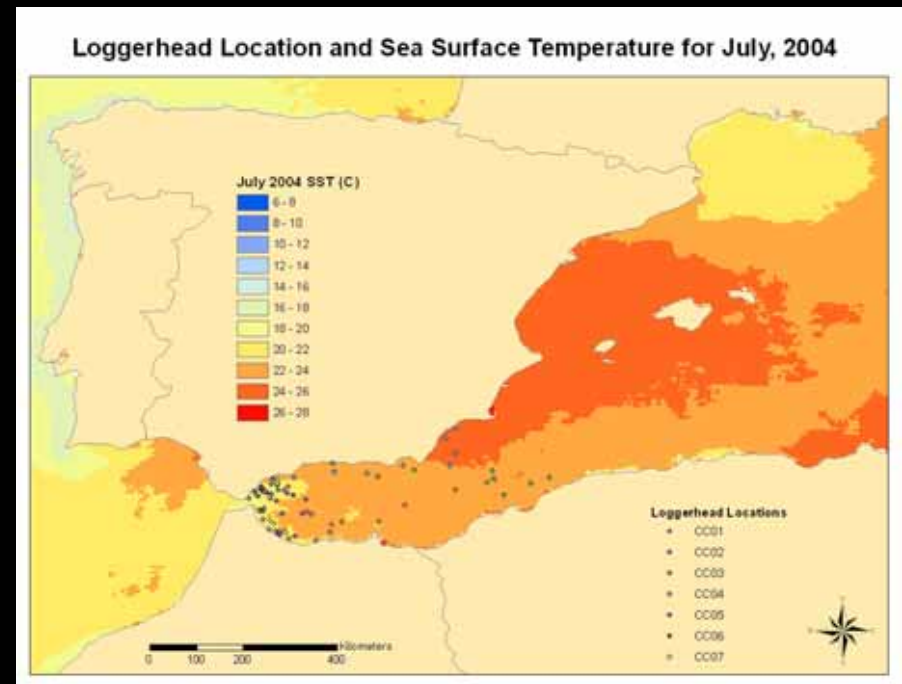 Loggerhead Location and Sea Surface Temperature for July, 2004
July 2004 SST (C)
6 - 8
8 - 10
10 - 12
12 - 14
14 - 16
16 - 18
18 - 20
20 - 22
22 - 24
24 - 26
26 - 28
Loggerhead Locations
CC01
CC02
CC03
CC04
CC05
CC06
CC07
Kilometers
0 100 200 400